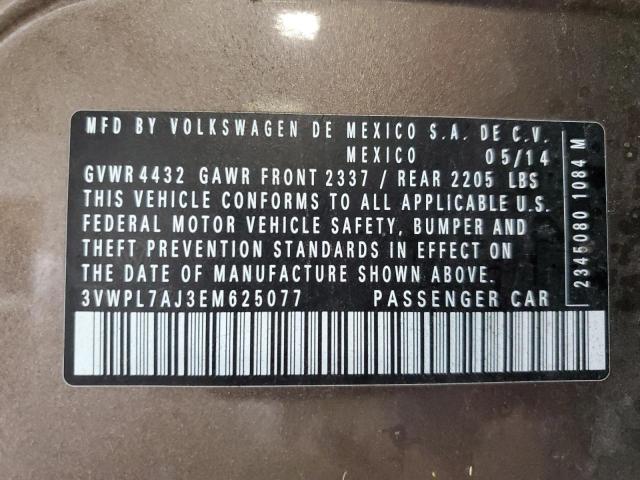 MFD BY VOLKSWAGEN DE MEXICO S.A. DE C.V.
MEXICO 05/14
GVWR 4432 GAWR FRONT 2337 / REAR 2205 LBS
THIS VEHICLE CONFORMS TO ALL APPLICABLE U.S.
FEDERAL MOTOR VEHICLE SAFETY, BUMPER AND
THEFT PREVENTION STANDARDS IN EFFECT ON
THE DATE OF MANUFACTURE SHOWN ABOVE.
3VWPL7AJ3EM625077 PASSENGER CAR
2345080 1084 M